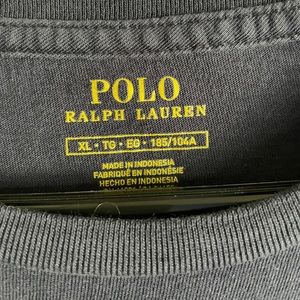 POLO
RALPH LAUREN
XL • TG • EG • 185/104A
MADE IN INDONESIA
FABRIQUÉ EN INDONÉSIE
HECHO EN INDONESIA